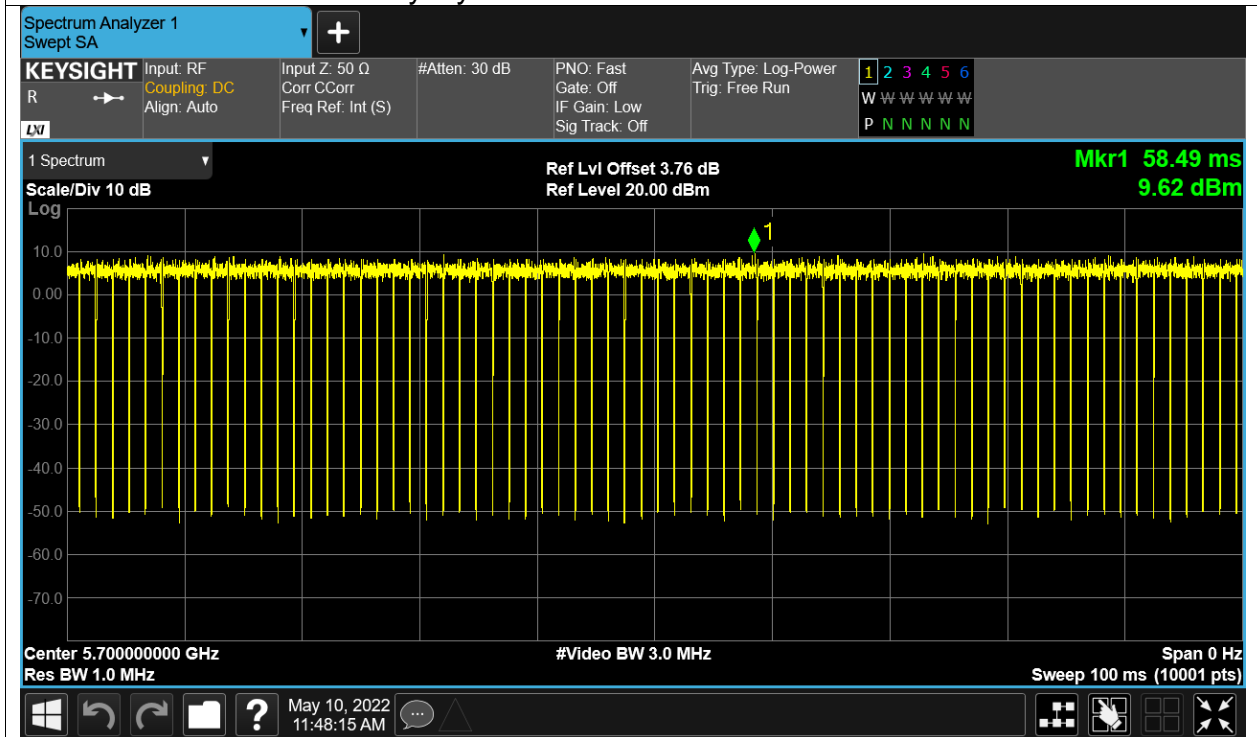 Spectrum Analyzer 1
Swept SA
+
KEYSIGHT
R
LXI
Input: RF
Coupling: DC
Align: Auto
Input Z: 50 Ω
Corr CCorr
Freq Ref: Int (S)
#Atten: 30 dB
PNO: Fast
Gate: Off
IF Gain: Low
Sig Track: Off
Avg Type: Log-Power
Trig: Free Run
1 2 3 4 5 6
W W W W W W
P N N N N N
1 Spectrum
Scale/Div 10 dB
Ref Lvl Offset 3.76 dB
Ref Level 20.00 dBm
Mkr1 58.49 ms
9.62 dBm
Log
1
10.0
0.00
-10.0
-20.0
-30.0
-40.0
-50.0
-60.0
-70.0
Center 5.700000000 GHz
#Video BW 3.0 MHz
Span 0 Hz
Res BW 1.0 MHz
Sweep 100 ms (10001 pts)
?
May 10, 2022
11:48:15 AM